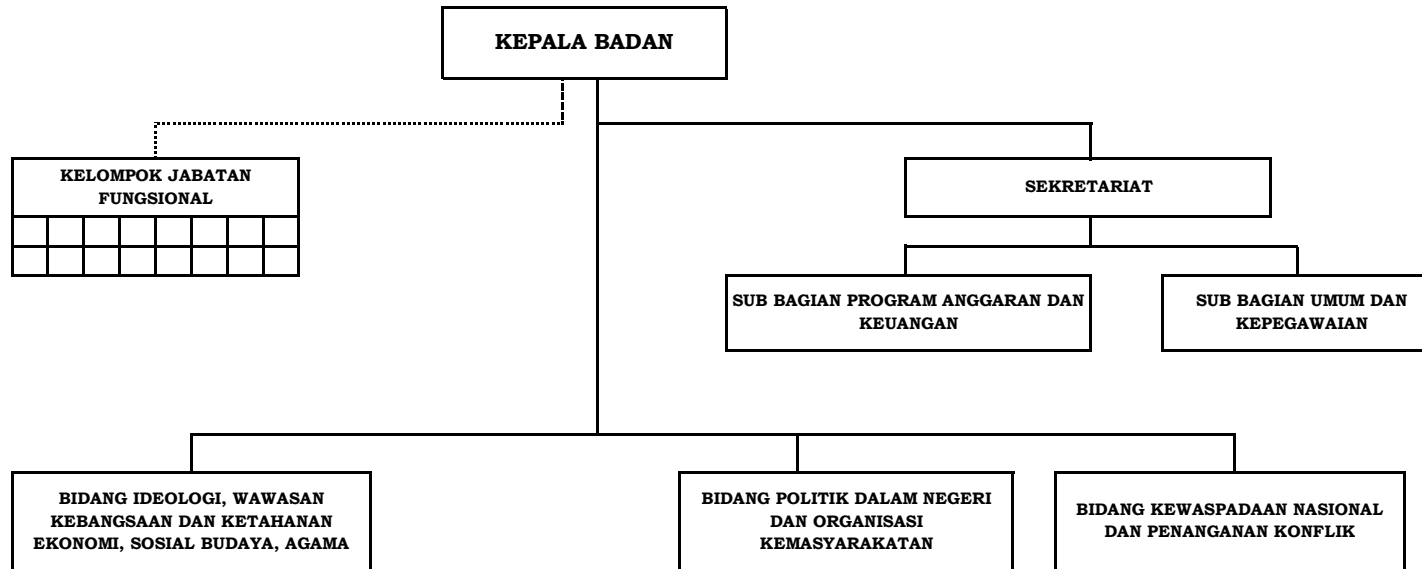 KEPALA BADAN
KELOMPOK JABATAN
FUNGSIONAL
SEKRETARIAT
SUB BAGIAN PROGRAM ANGGARAN DAN
KEUANGAN
SUB BAGIAN UMUM DAN
KEPEGAWAIAN
BIDANG IDEOLOGI, WAWASAN
KEBANGSAAN DAN KETAHANAN
EKONOMI, SOSIAL BUDAYA, AGAMA
BIDANG POLITIK DALAM NEGERI
DAN ORGANISASI
KEMASYARAKATAN
BIDANG KEWASPADAAN NASIONAL
DAN PENANGANAN KONFLIK